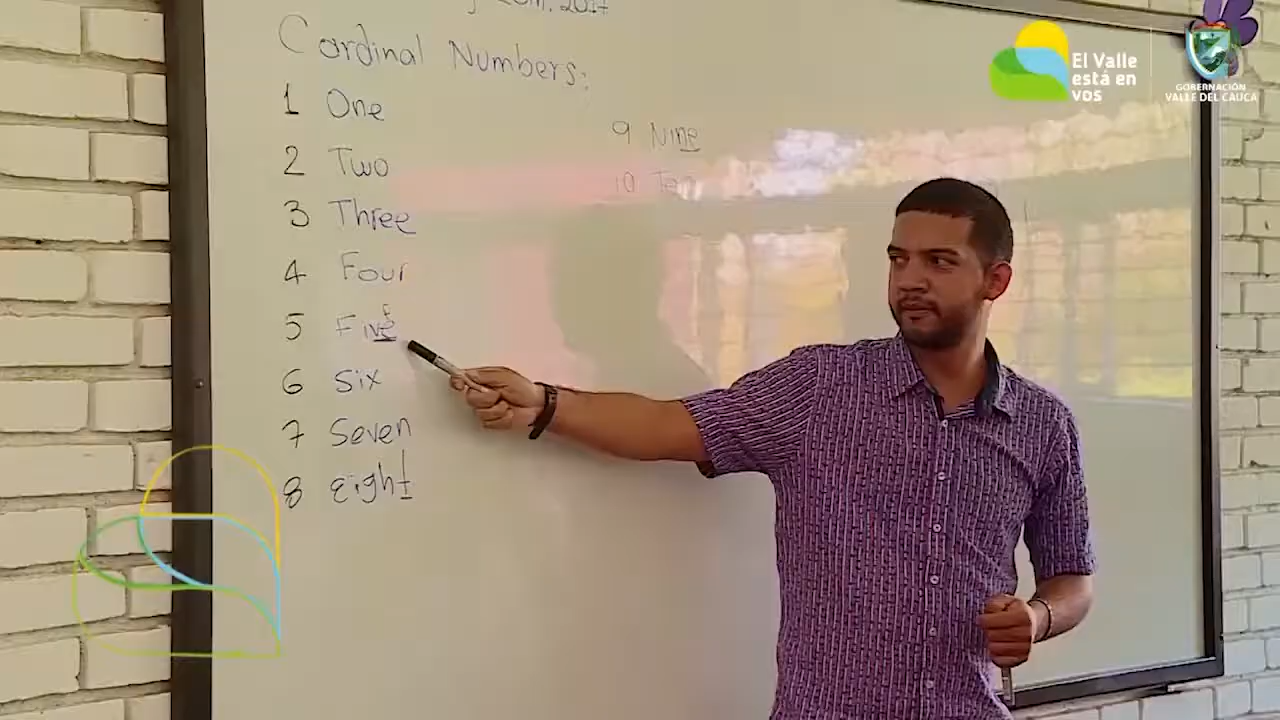 2017
Cardinal Numbers:
1 One
2 Two
3 Three
4 Four
5 Five
f
6 Six
7 Seven
8 eight
9 Nine
10 Ten
El Valle
está en
vos
GOBERNACIÓN
VALLE DEL CAUCA